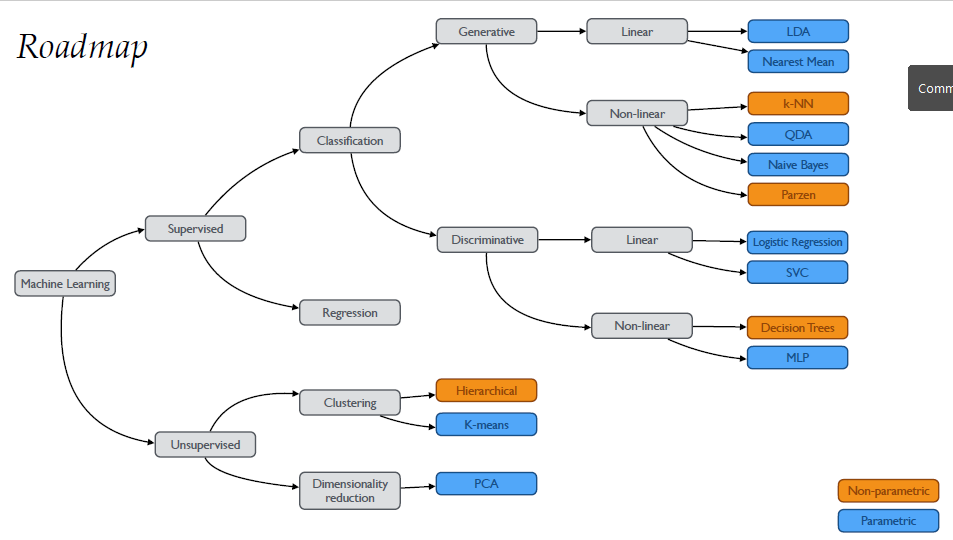 Roadmap
Generative
Linear
LDA
Nearest Mean
Comm
Non-linear
k-NN
QDA
Naive Bayes
Parzen
Classification
Supervised
Discriminative
Linear
Logistic Regression
SVC
Machine Learning
Regression
Non-linear
Decision Trees
MLP
Clustering
Hierarchical
K-means
Unsupervised
Dimensionality
reduction
PCA
Non-parametric
Parametric